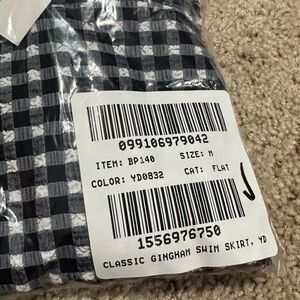 099106979042
ITEM: BP140 SIZE: M
COLOR: YD0832 CAT: FLAT
1556976750
CLASSIC GINGHAM SWIM SKIRT, YD